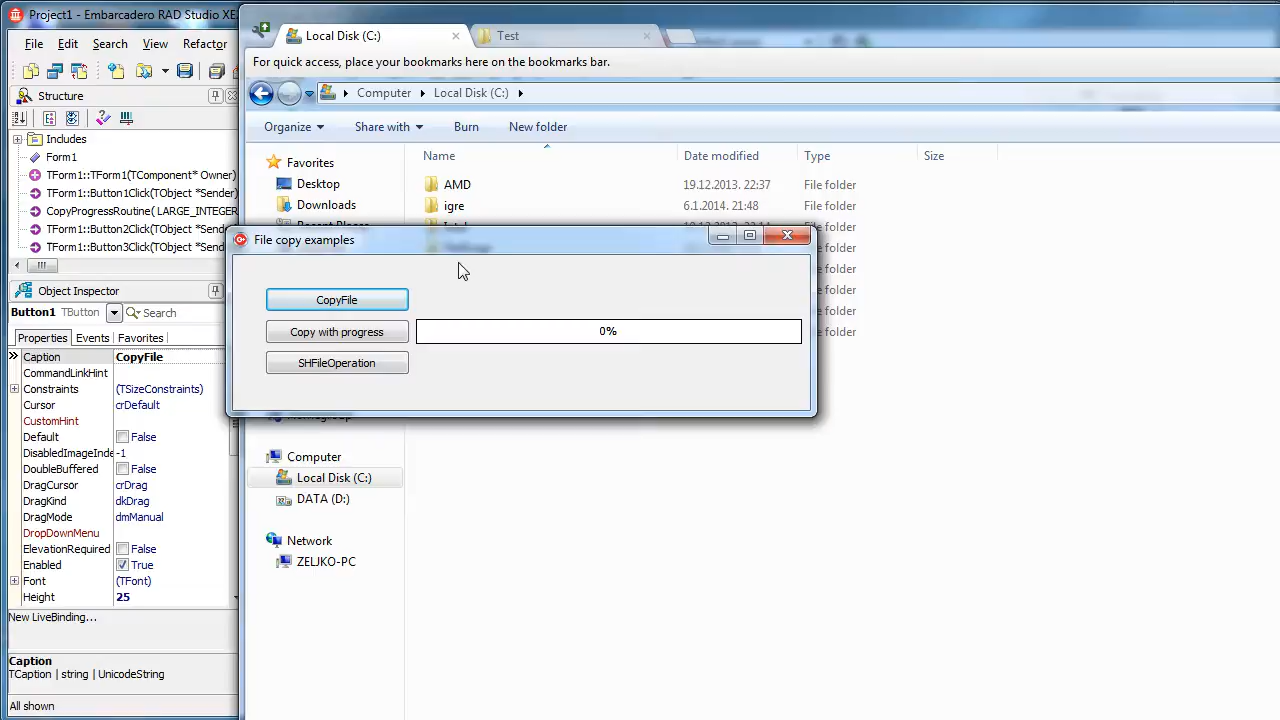 Project1 - Embarcadero RAD Studio XE
File Edit Search View Refactor
Structure
Includes
Form1
TForm1::TForm1(TComponent* Owner)
TForm1::Button1Click(TObject *Sender)
CopyProgressRoutine( LARGE_INTEGER
TForm1::Button2Click(TObject *Send
TForm1::Button3Click(TObject *Send
Object Inspector
Button1 TButton Search
Properties Events Favorites
Caption CopyFile
CommandLinkHint
Constraints (TSizeConstraints)
Cursor crDefault
CustomHint
Default False
DisabledImageInde -1
DoubleBuffered False
DragCursor crDrag
DragKind dkDrag
DragMode dmManual
DropDownMenu
ElevationRequired False
Enabled True
Font (TFont)
Height 25
New LiveBinding...
Caption
TCaption | string | UnicodeString
All shown
Local Disk (C:) Test
For quick access, place your bookmarks here on the bookmarks bar.
Computer Local Disk (C:)
Organize Share with Burn New folder
Name Date modified Type Size
Favorites
Desktop
Downloads
Recent Places
AMD 19.12.2013. 22:37 File folder
igre 6.1.2014. 21:48 File folder
Intel File folder
File folder
File folder
File folder
File folder
File copy examples
CopyFile
Copy with progress 0%
SHFileOperation
Homegroup
Computer
Local Disk (C:)
DATA (D:)
Network
ZELJKO-PC